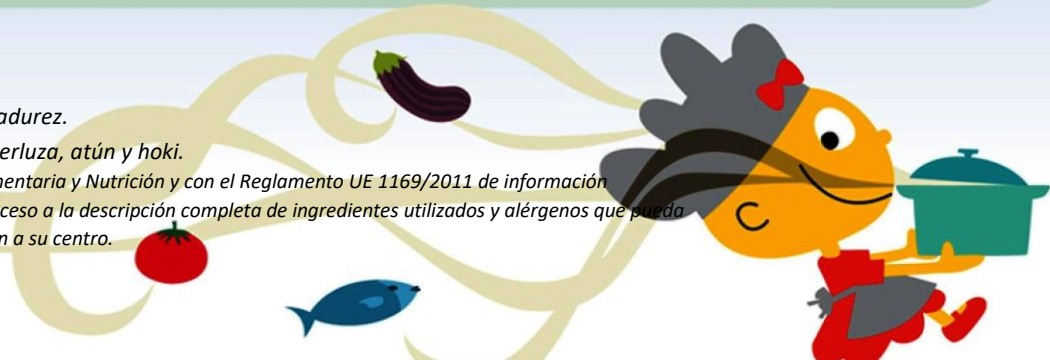 adurez.
erluza, atún y hoki.
nentaria y Nutrición y con el Reglamento UE 1169/2011 de información
ceso a la descripción completa de ingredientes utilizados y alérgenos que pueda
n a su centro.